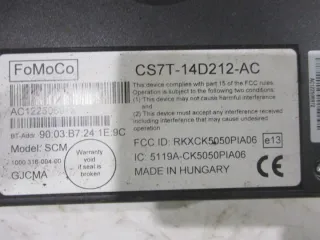 FoMoCo
CS7T-14D212-AC
This device complies with part 15 of the FCC rules.
Operation is subject to the following two conditions:
(1) This device may not cause harmful interference
and
(2) This device must accept any interference
received, including interference that may cause
undesired operation.
BT-Adds 90:03:B7:24 1E:9C
Model: SCM
GJCMA
Warranty
void
if seal is
broken
FCC ID: RKXCK5050PIA06
e13
IC 5119A-CK5050PIA06
MADE IN HUNGARY